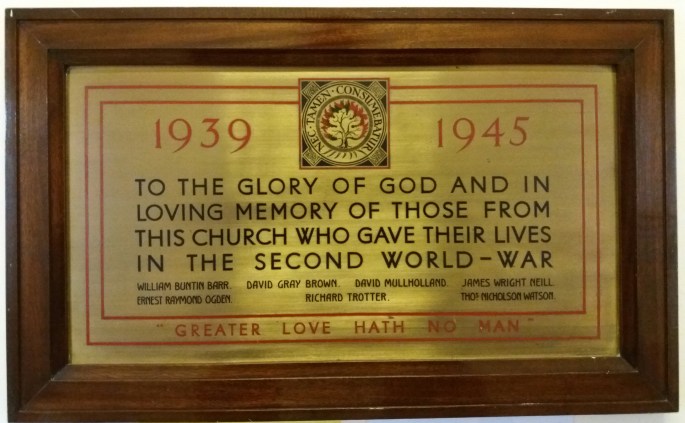 1939 NEC TAMEN CONSUMEBATUR 1945
TO THE GLORY OF GOD AND IN
LOVING MEMORY OF THOSE FROM
THIS CHURCH WHO GAVE THEIR LIVES
IN THE SECOND WORLD-WAR
WILLIAM BUNTIN BARR. DAVID GRAY BROWN. DAVID MULLHOLLAND. JAMES WRIGHT NEILL.
ERNEST RAYMOND OGDEN. RICHARD TROTTER. THOS NICHOLSON WATSON.
"GREATER LOVE HATH NO MAN"